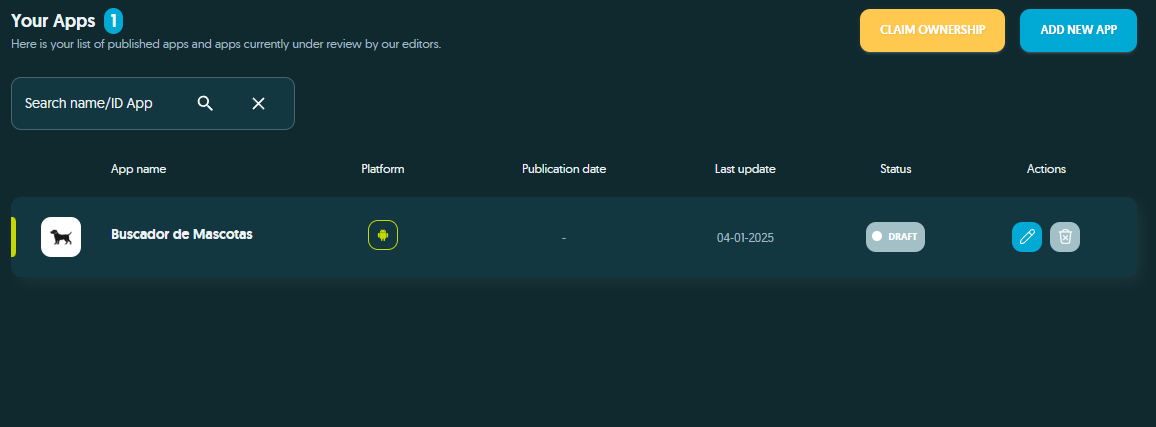 Your Apps 1
Here is your list of published apps and apps currently under review by our editors.
CLAIM OWNERSHIP
ADD NEW APP
Search name/ID App
App name Platform Publication date Last update Status Actions
Buscador de Mascotas - 04-01-2025 DRAFT